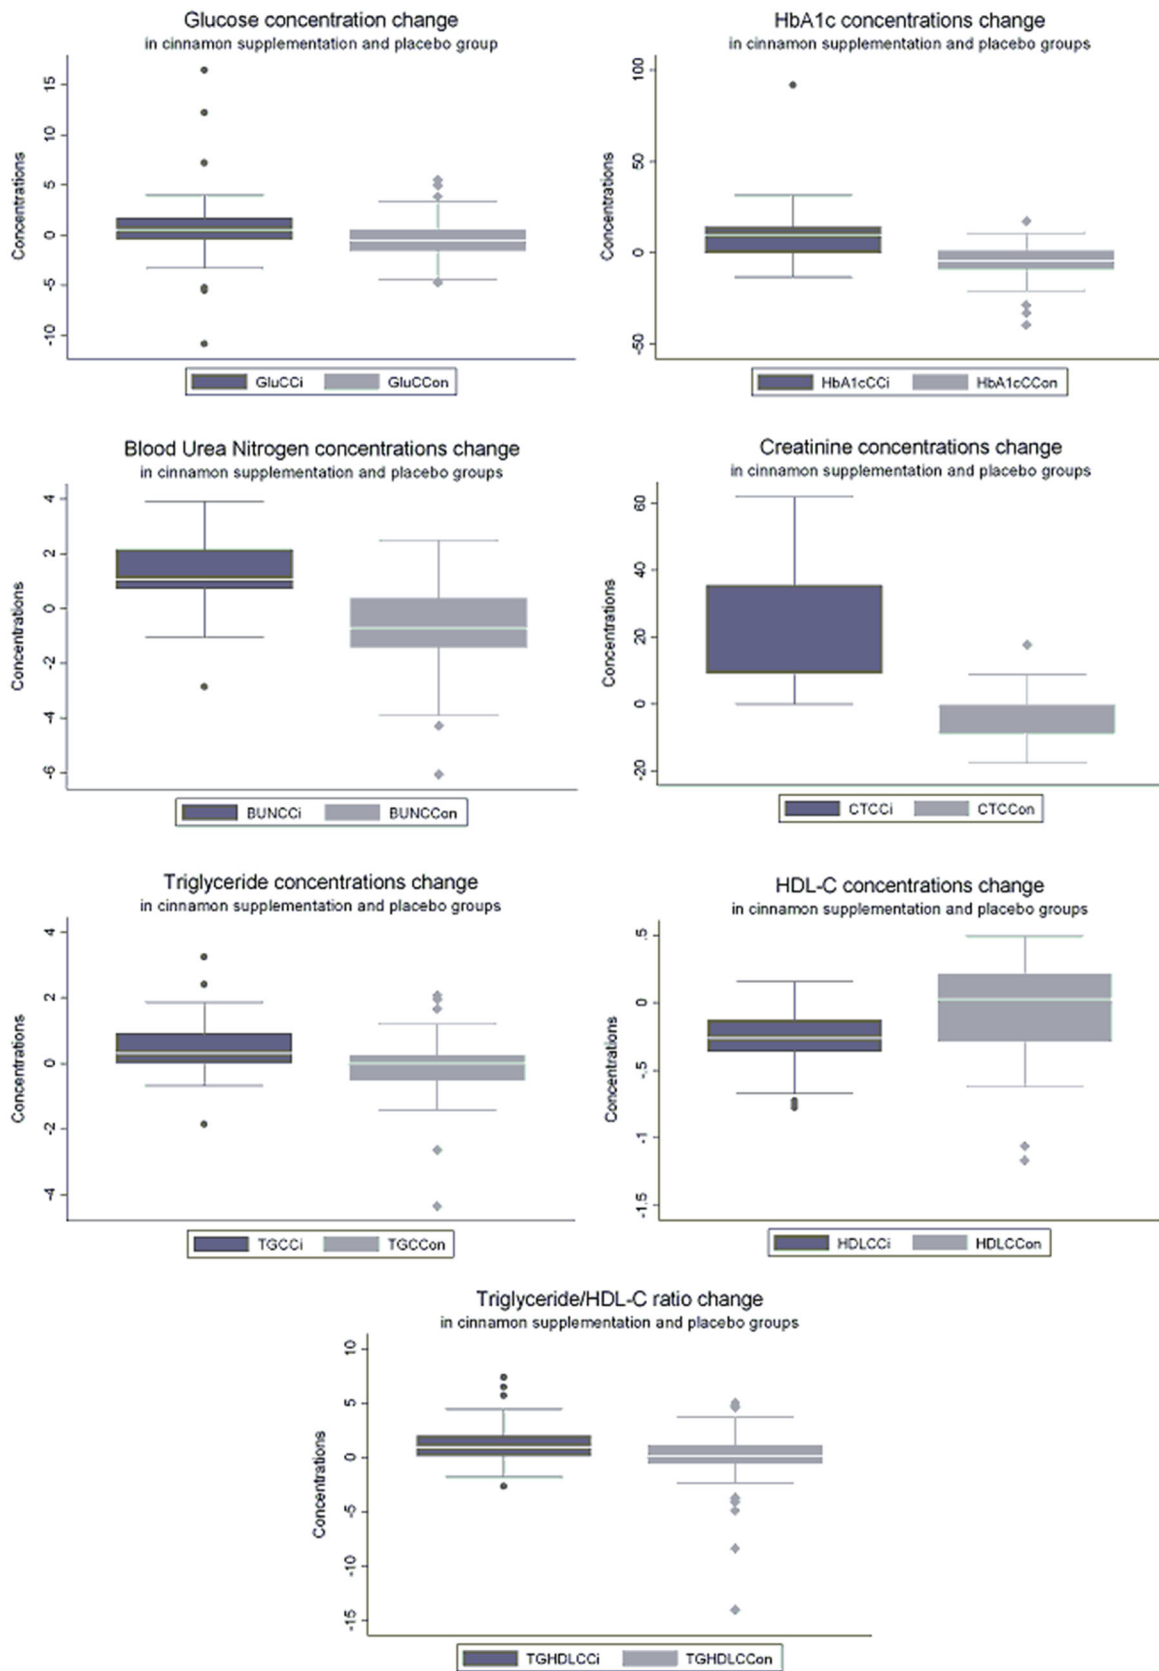 Glucose concentration change
in cinnamon supplementation and placebo group
Concentrations
15
10
5
0
-5
-10
GluCCi GluCCon
HbA1c concentrations change
in cinnamon supplementation and placebo groups
Concentrations
100
50
0
-50
HbA1cCCi HbA1cCCon
Blood Urea Nitrogen concentrations change
in cinnamon supplementation and placebo groups
Concentrations
4
2
0
-2
-4
-6
BUNCCi BUNCCon
Creatinine concentrations change
in cinnamon supplementation and placebo groups
Concentrations
60
40
20
0
-20
CTCCi CTCCon
Triglyceride concentrations change
in cinnamon supplementation and placebo groups
Concentrations
4
2
0
-2
-4
TGCCi TGCCon
HDL-C concentrations change
in cinnamon supplementation and placebo groups
Concentrations
.5
0
-.5
-1
-1.5
HDLCCi HDLCCon
Triglyceride/HDL-C ratio change
in cinnamon supplementation and placebo groups
Concentrations
10
5
0
-5
-10
-15
TGHDLCCi TGHDLCCon